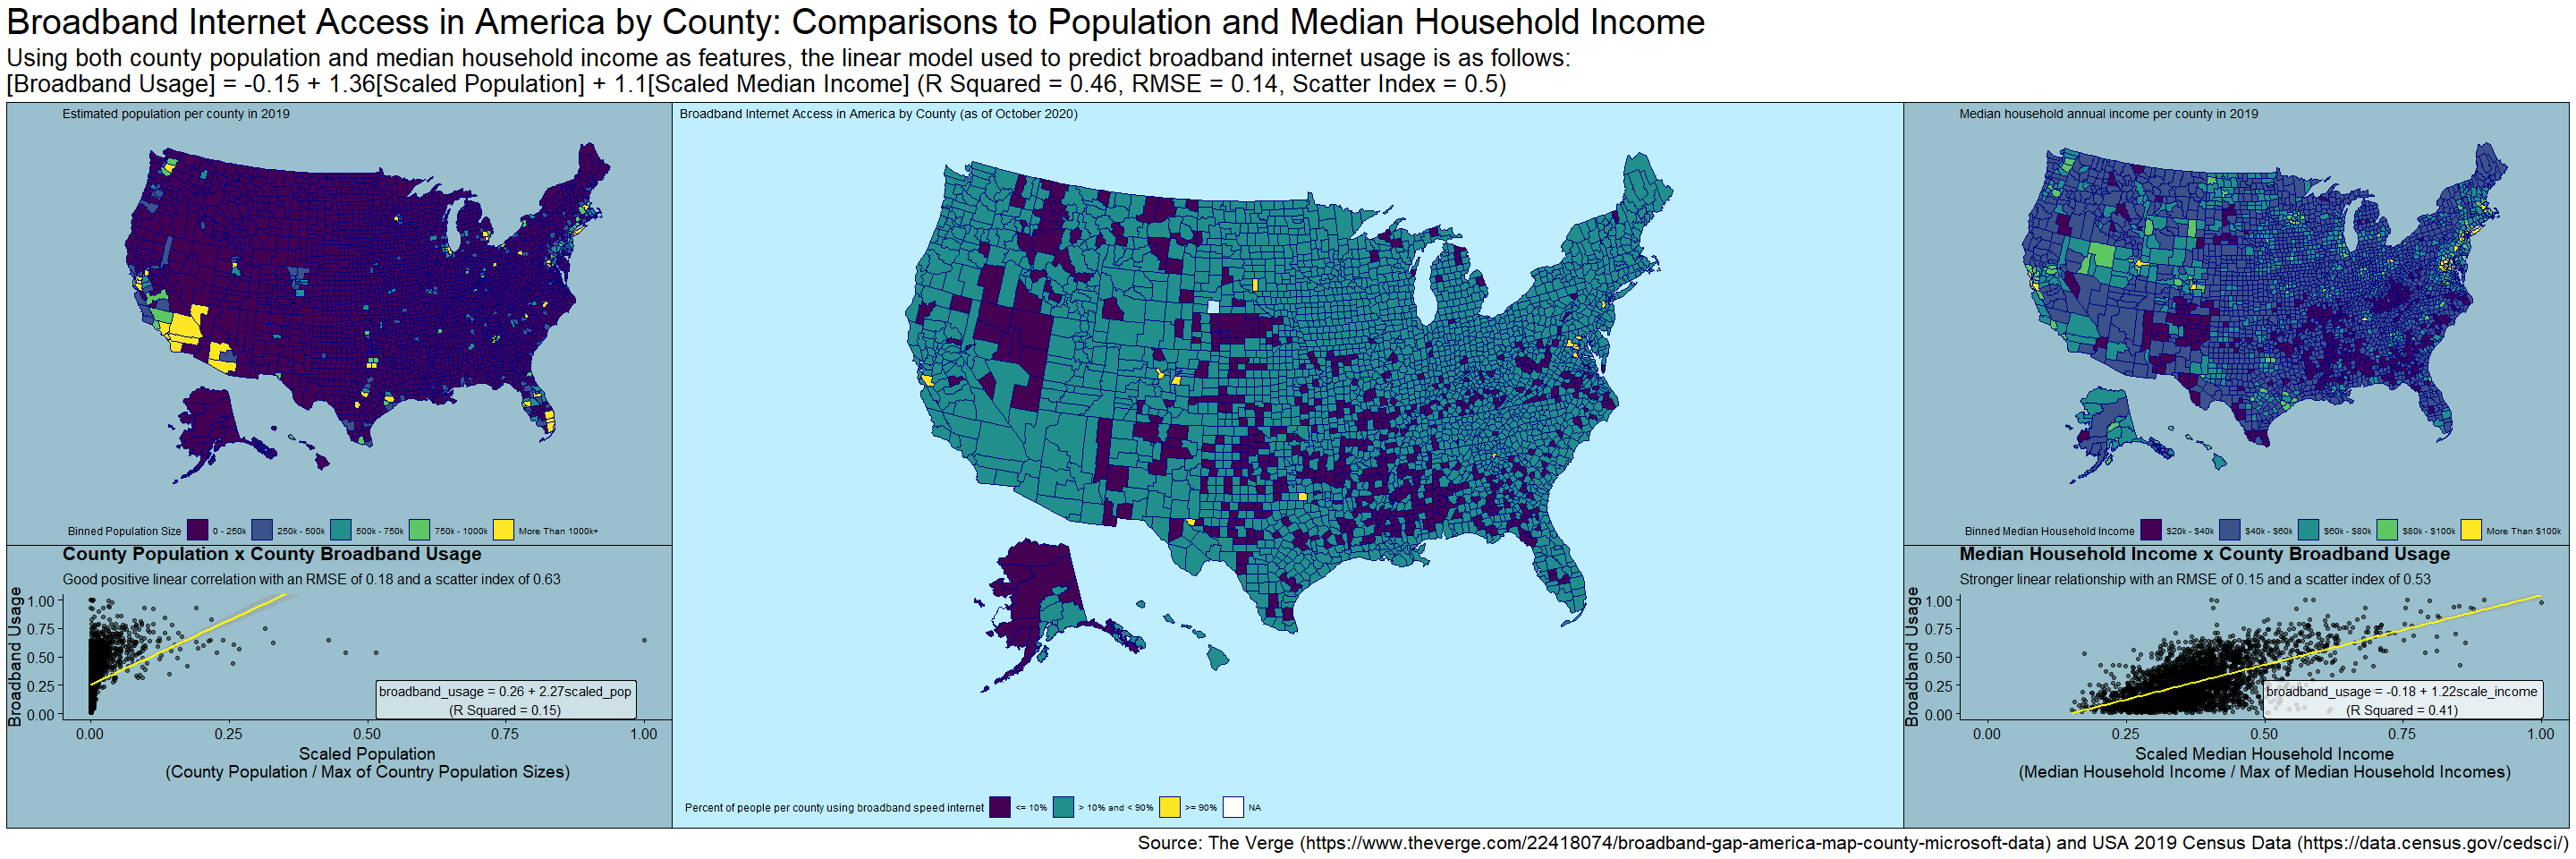 Broadband Internet Access in America by County: Comparisons to Population and Median Household Income
Using both county population and median household income as features, the linear model used to predict broadband internet usage is as follows:
[Broadband Usage] = -0.15 + 1.36[Scaled Population] + 1.1[Scaled Median Income] (R Squared = 0.46, RMSE = 0.14, Scatter Index = 0.5)
Estimated population per county in 2019
Binned Population Size 0 - 250k 250k - 500k 500k - 750k 750k - 1000k More Than 1000k+
County Population x County Broadband Usage
Good positive linear correlation with an RMSE of 0.18 and a scatter index of 0.63
Broadband Usage
1.00
0.75
0.50
0.25
0.00
broadband_usage = 0.26 + 2.27scaled_pop
(R Squared = 0.15)
0.00 0.25 0.50 0.75 1.00
Scaled Population
(County Population / Max of Country Population Sizes)
Broadband Internet Access in America by County (as of October 2020)
Percent of people per county using broadband speed internet <= 10% > 10% and < 90% >= 90% NA
Median household annual income per county in 2019
Binned Median Household Income $20k - $40k $40k - $60k $60k - $80k $80k - $100k More Than $100k
Median Household Income x County Broadband Usage
Stronger linear relationship with an RMSE of 0.15 and a scatter index of 0.53
Broadband Usage
1.00
0.75
0.50
0.25
0.00
broadband_usage = -0.18 + 1.22scale_income
(R Squared = 0.41)
0.00 0.25 0.50 0.75 1.00
Scaled Median Household Income
(Median Household Income / Max of Median Household Incomes)
Source: The Verge (https://www.theverge.com/22418074/broadband-gap-america-map-county-microsoft-data) and USA 2019 Census Data (https://data.census.gov/cedsci/)